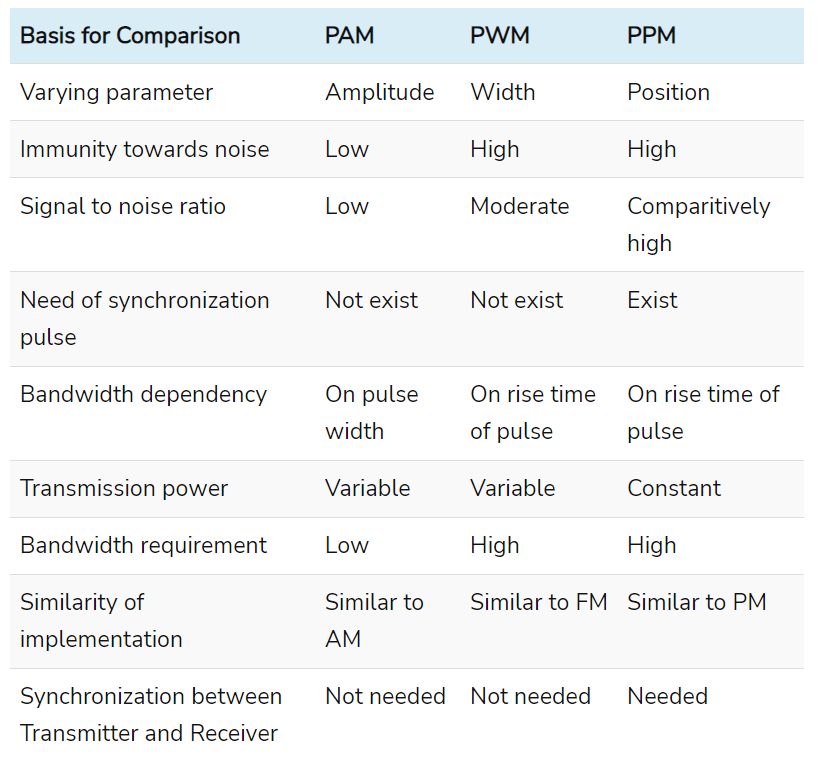 Basis for Comparison PAM PWM PPM
Varying parameter Amplitude Width Position
Immunity towards noise Low High High
Signal to noise ratio Low Moderate Comparitively
high
Need of synchronization Not exist Not exist Exist
pulse
Bandwidth dependency On pulse On rise time On rise time of
width of pulse pulse
Transmission power Variable Variable Constant
Bandwidth requirement Low High High
Similarity of Similar to Similar to FM Similar to PM
implementation AM
Synchronization between Not needed Not needed Needed
Transmitter and Receiver